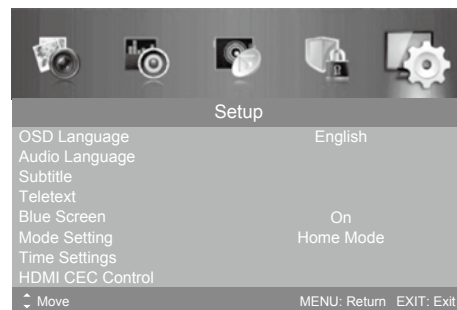 Setup
OSD Language English
Audio Language
Subtitle
Teletext
Blue Screen On
Mode Setting Home Mode
Time Settings
HDMI CEC Control
Move MENU: Return EXIT: Exit